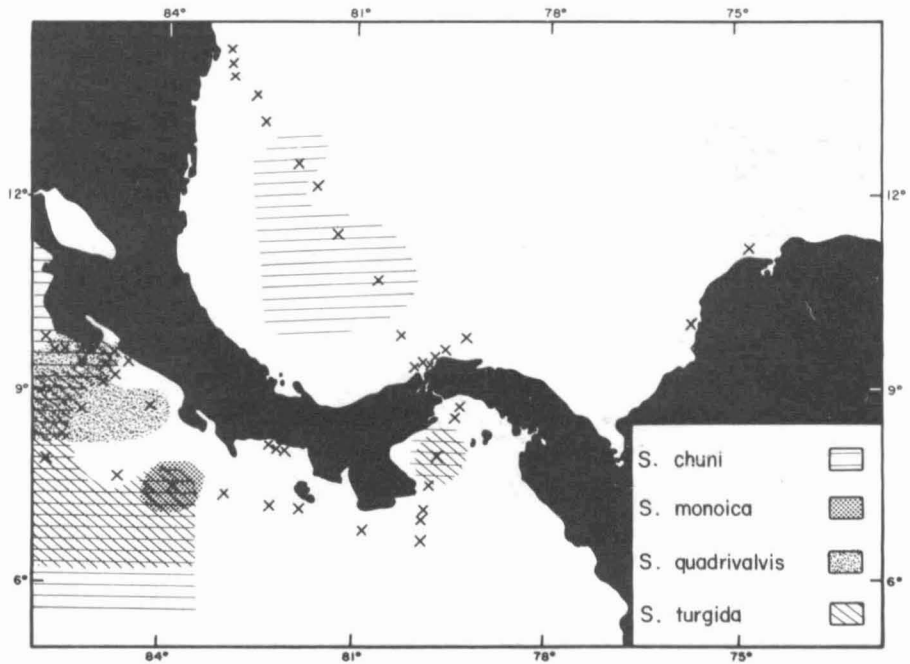 84° 81° 78° 75°
12° 12°
9° 9°
6° 6°
S. chuni
S. monoica
S. quadrivalvis
S. turgida
84° 81° 78° 75°